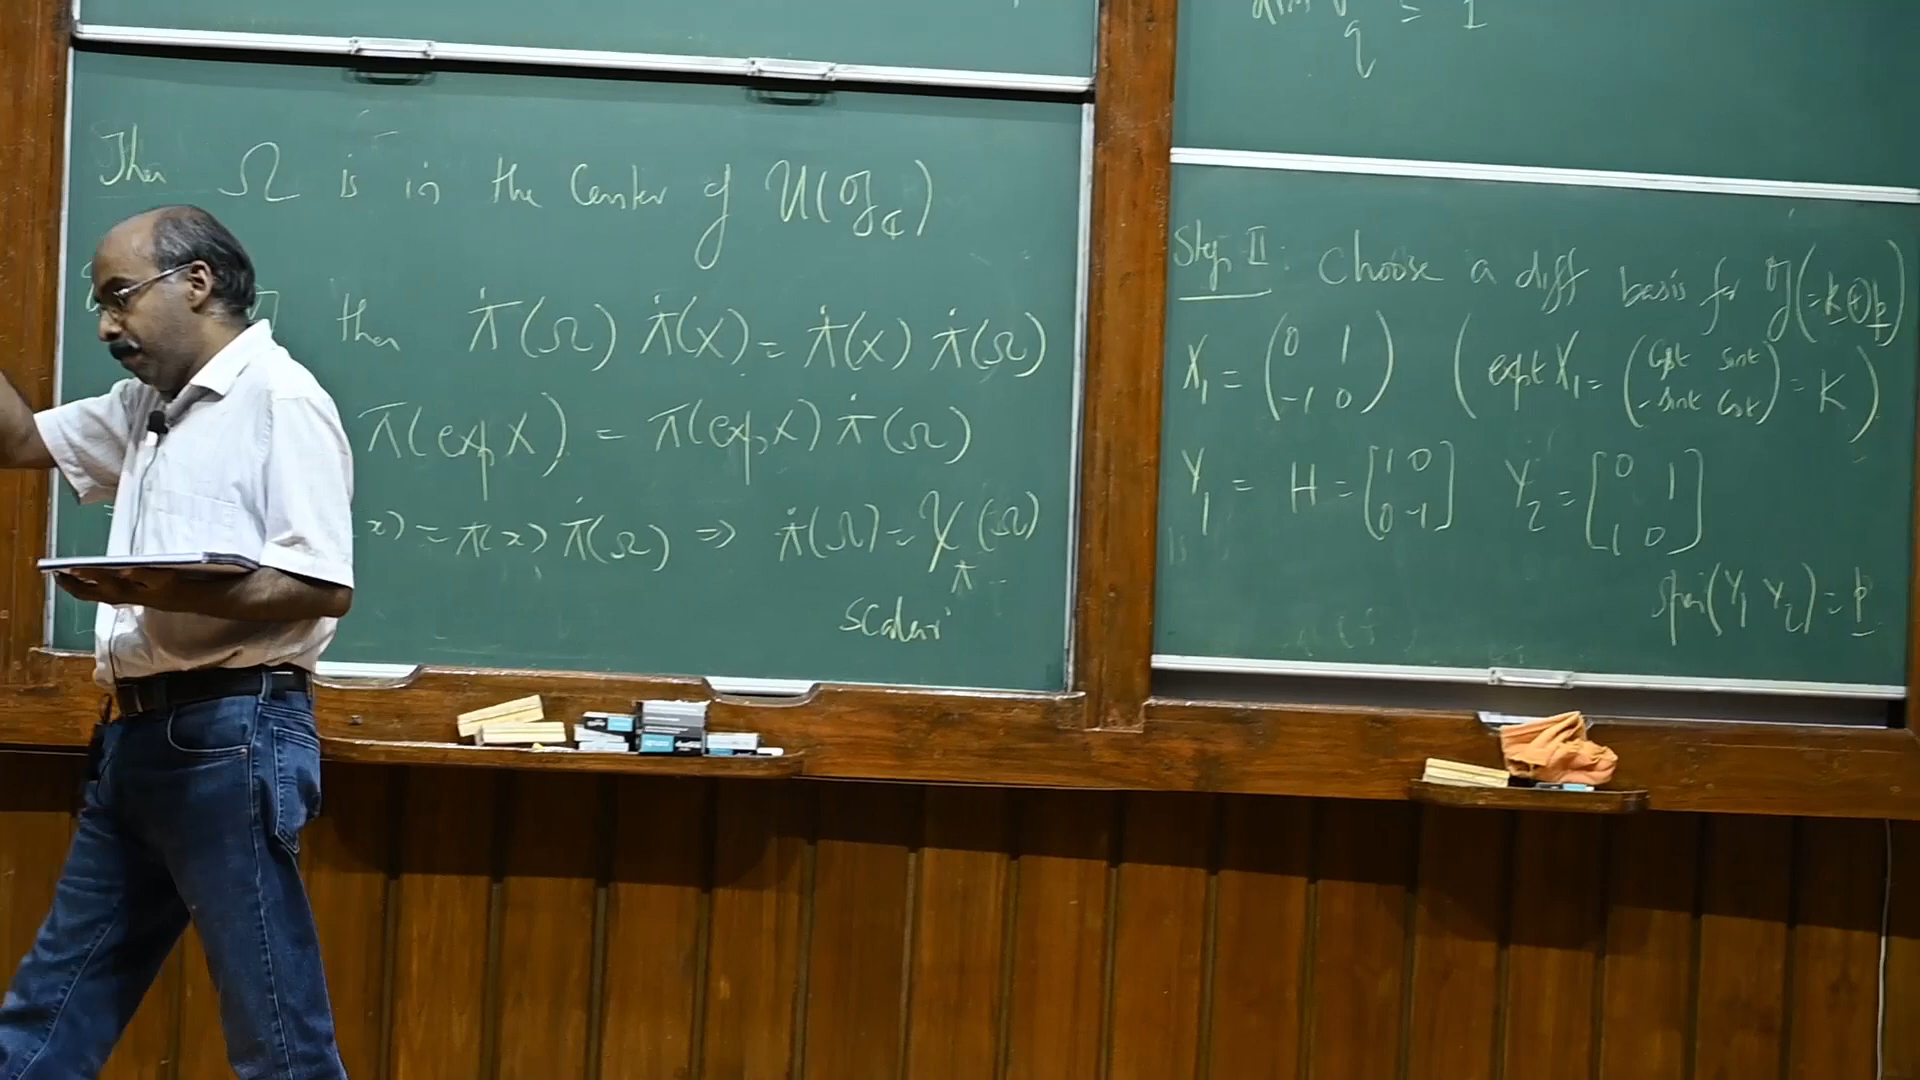 Then Ω is in the center of U(𝔤_ℂ)
then π̇(Ω) π̇(X) = π̇(X) π̇(Ω)
π(exp X) = π(exp X) π̇(Ω)
x) = π(x) π̇(Ω) ⇒ π̇(Ω) = χ_π(Ω)
scalar
q = 1
Step II: Choose a diff basis for 𝔤(= k ⊕ p)
X₁ = (0 1 -1 0) (exp t X₁ = (cos t sin t -sin t cos t) = K)
Y₁ = H = [1 0 0 -1] Y₂ = [0 1 1 0]
span(Y₁ Y₂) = p